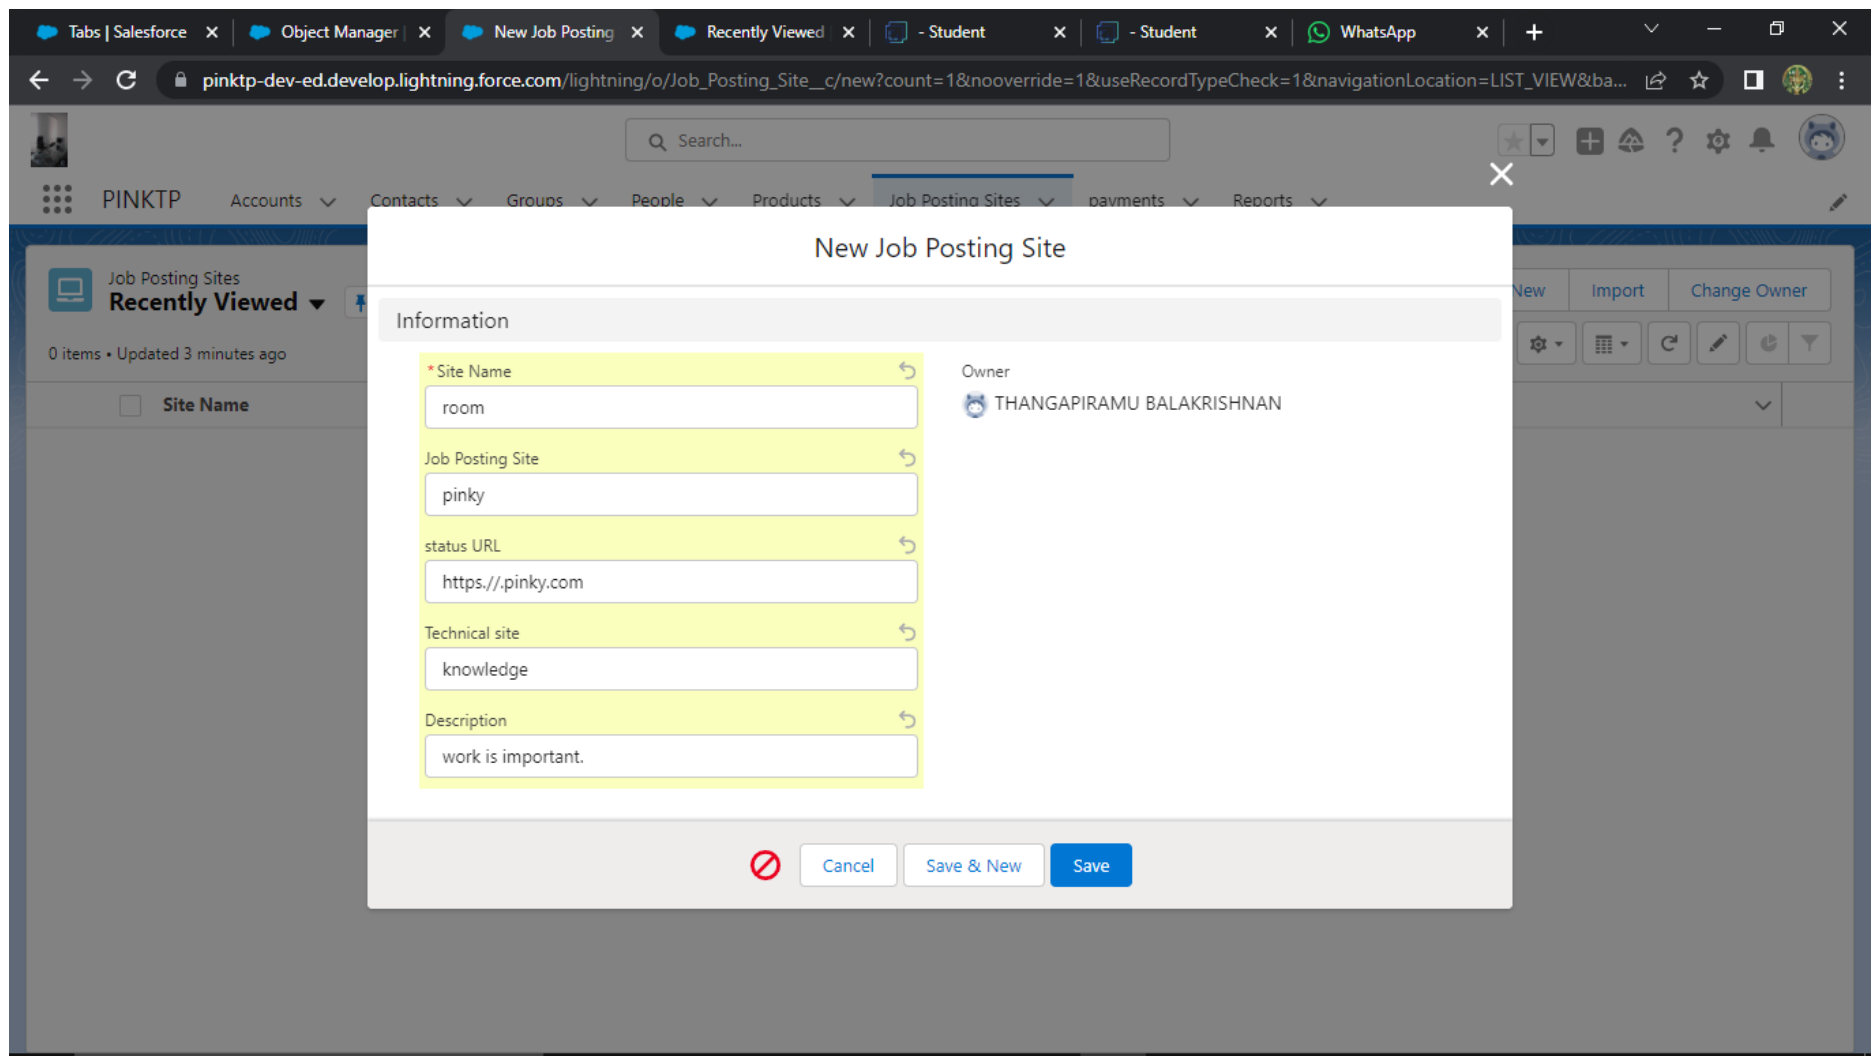 Tabs | Salesforce
Object Manager
New Job Posting
Recently Viewed
- Student
- Student
WhatsApp
pinktp-dev-ed.develop.lightning.force.com/lightning/o/Job_Posting_Site__c/new?count=1&nooverride=1&useRecordTypeCheck=1&navigationLocation=LIST_VIEW&ba...
Search...
PINKTP
Accounts
Contacts
Groups
People
Products
Job Posting Sites
payments
Reports
New Job Posting Site
Job Posting Sites
Recently Viewed
New
Import
Change Owner
0 items • Updated 3 minutes ago
Site Name
Information
*Site Name
room
Owner
THANGAPIRAMU BALAKRISHNAN
Job Posting Site
pinky
status URL
https.//.pinky.com
Technical site
knowledge
Description
work is important.
Cancel
Save & New
Save